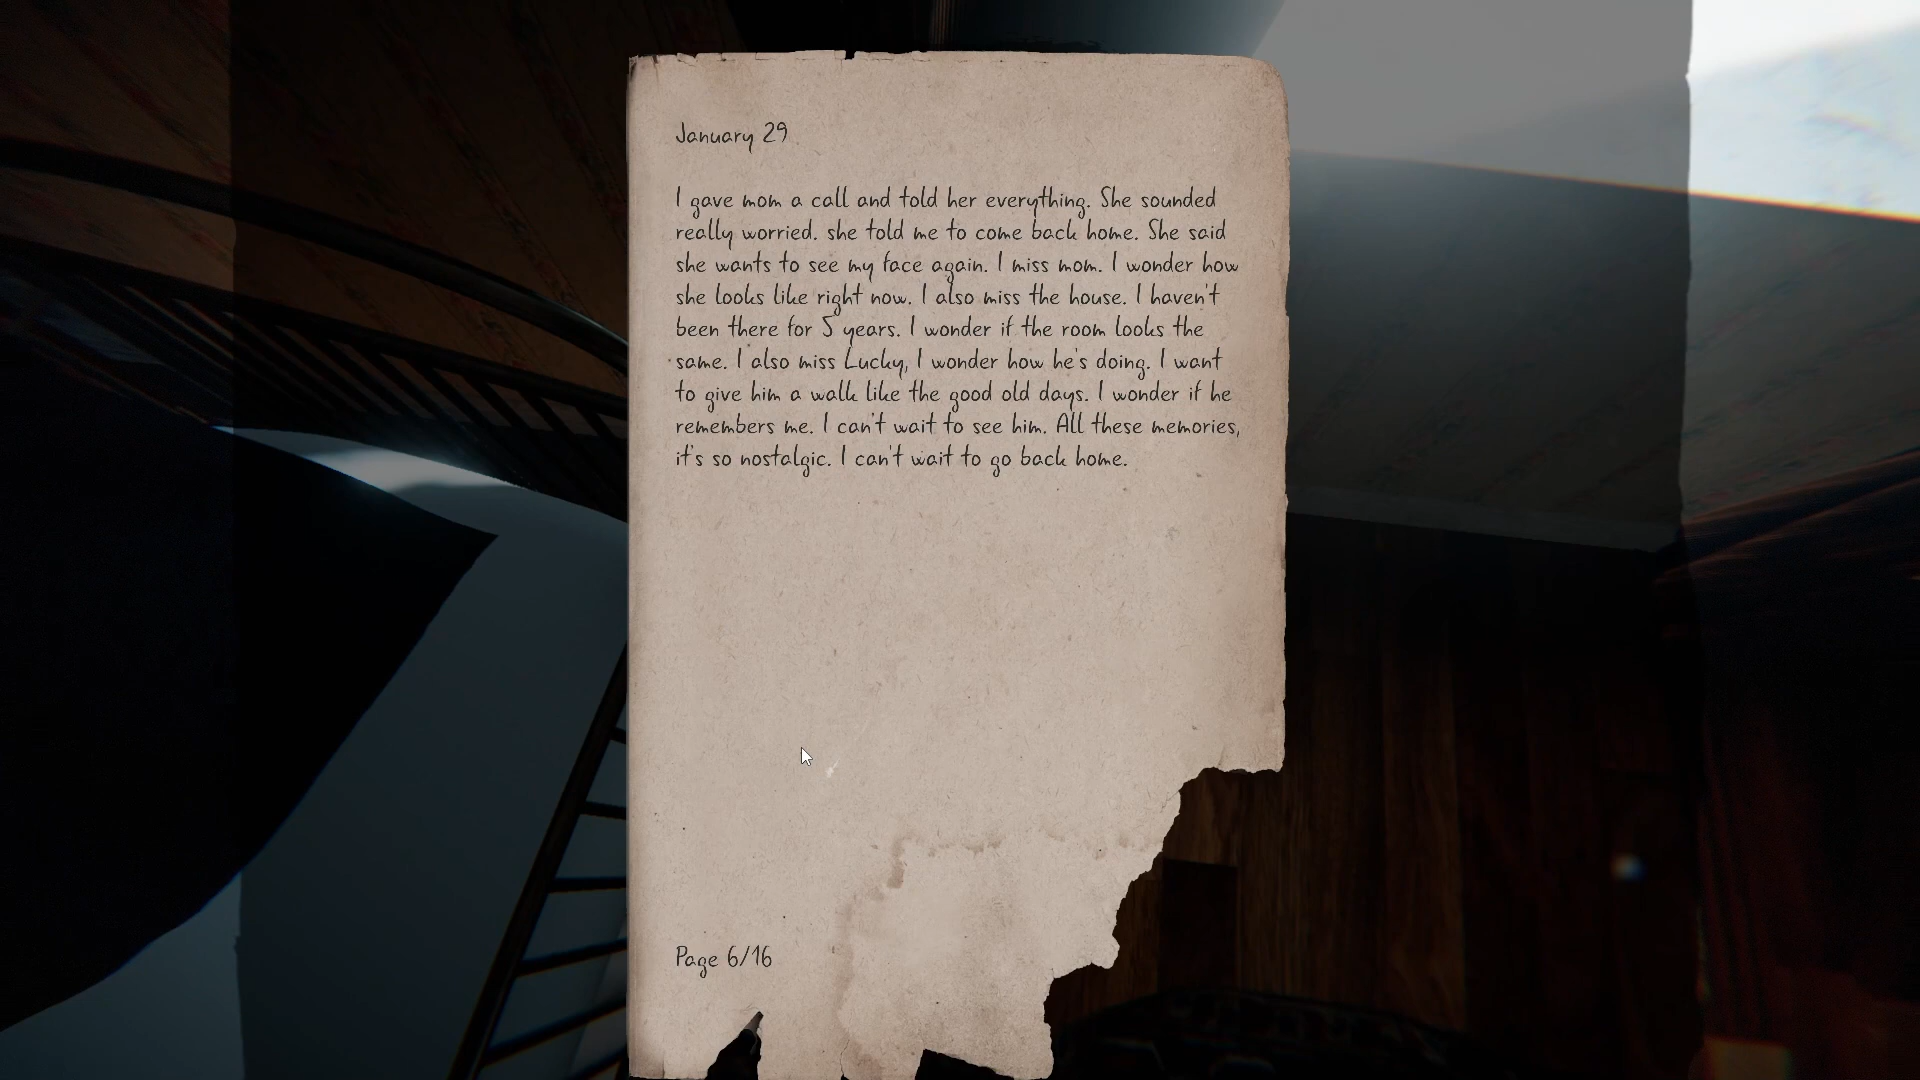 January 29
I gave mom a call and told her everything. She sounded
really worried. she told me to come back home. She said
she wants to see my face again. I miss mom. I wonder how
she looks like right now. I also miss the house. I haven't
been there for 5 years. I wonder if the room looks the
same. I also miss Lucky, I wonder how he's doing. I want
to give him a walk like the good old days. I wonder if he
remembers me. I can't wait to see him. All these memories,
it's so nostalgic. I can't wait to go back home.
Page 6/16